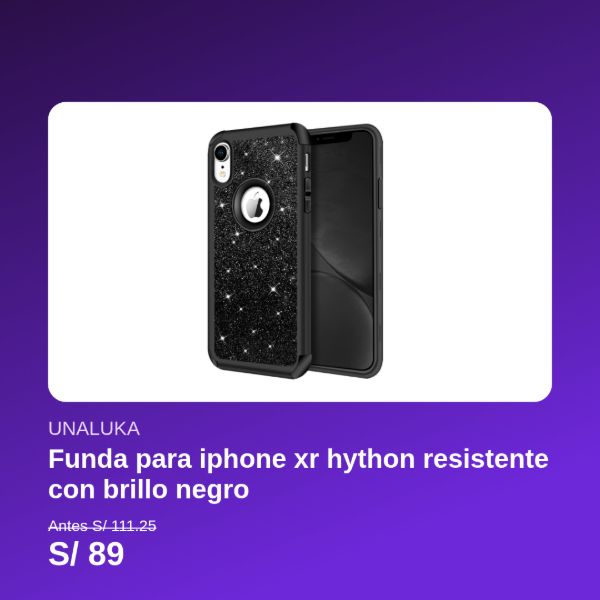 UNALUKA
Funda para iphone xr hython resistente
con brillo negro
Antes S/ 111.25
S/ 89